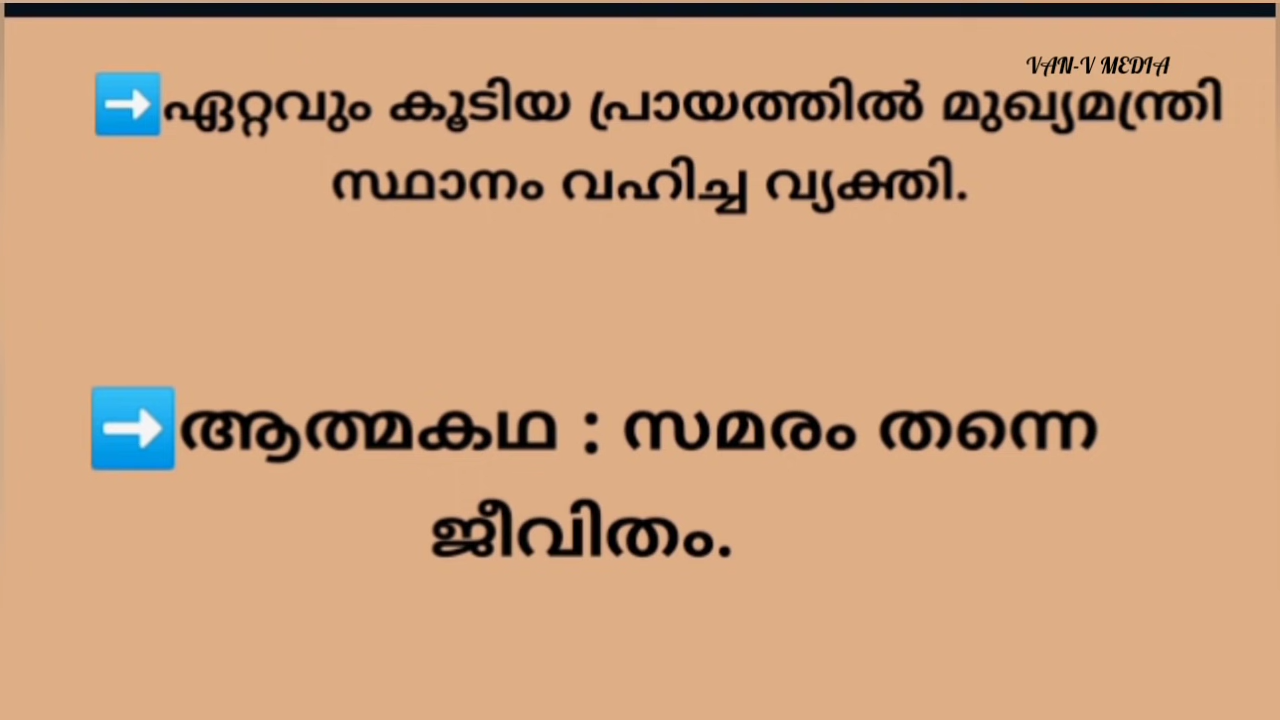 VAN-V MEDIA
➡️ഏറ്റവും കൂടിയ പ്രായത്തിൽ മുഖ്യമന്ത്രി
സ്ഥാനം വഹിച്ച വ്യക്തി.
➡️ആത്മകഥ : സമരം തന്നെ
ജീവിതം.